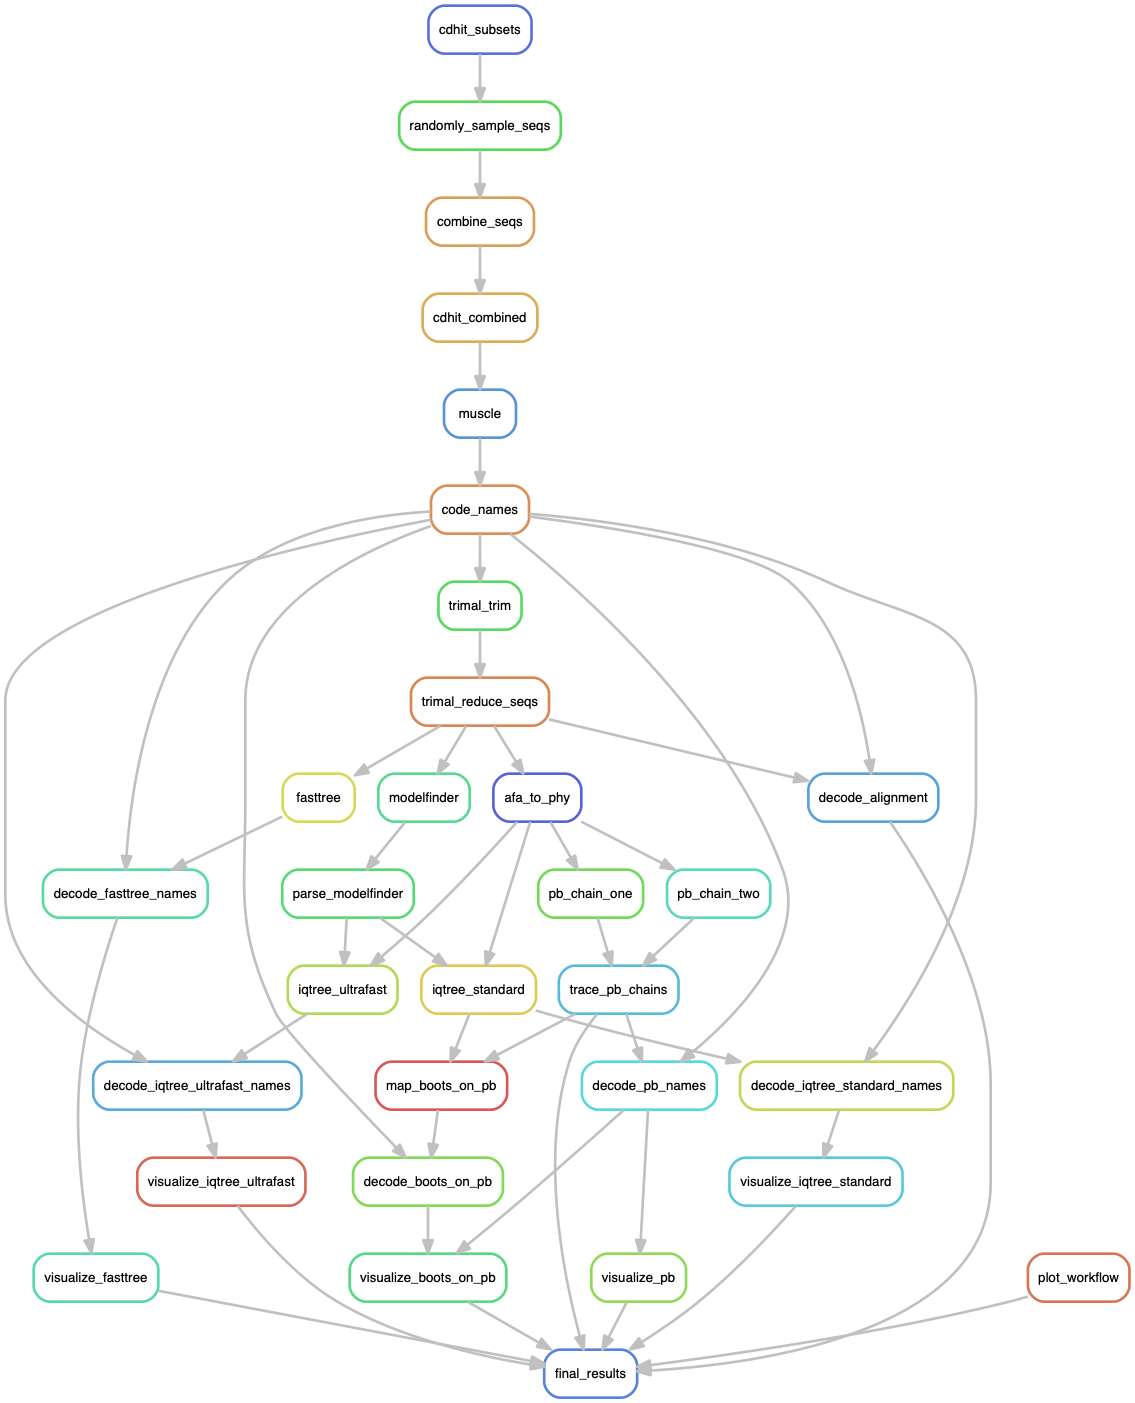 cdhit_subsets
randomly_sample_seqs
combine_seqs
cdhit_combined
muscle
code_names
trimal_trim
trimal_reduce_seqs
fasttree
modelfinder
afa_to_phy
decode_alignment
decode_fasttree_names
parse_modelfinder
pb_chain_one
pb_chain_two
iqtree_ultrafast
iqtree_standard
trace_pb_chains
decode_iqtree_ultrafast_names
map_boots_on_pb
decode_pb_names
decode_iqtree_standard_names
visualize_iqtree_ultrafast
decode_boots_on_pb
visualize_iqtree_standard
visualize_fasttree
visualize_boots_on_pb
visualize_pb
plot_workflow
final_results